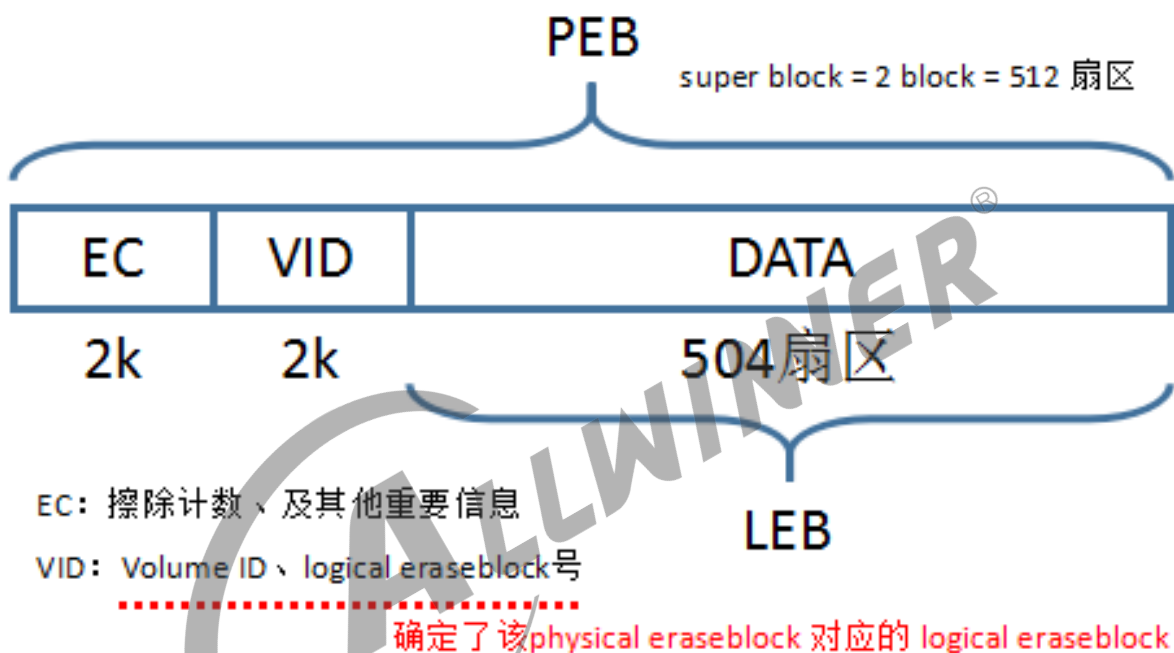 PEB
super block = 2 block = 512 扇区
EC VID DATA
2k 2k 504扇区
LEB
EC：擦除计数、及其他重要信息
VID：Volume ID、logical eraseblock号
确定了该physical eraseblock 对应的 logical eraseblock
ALLWINNER®